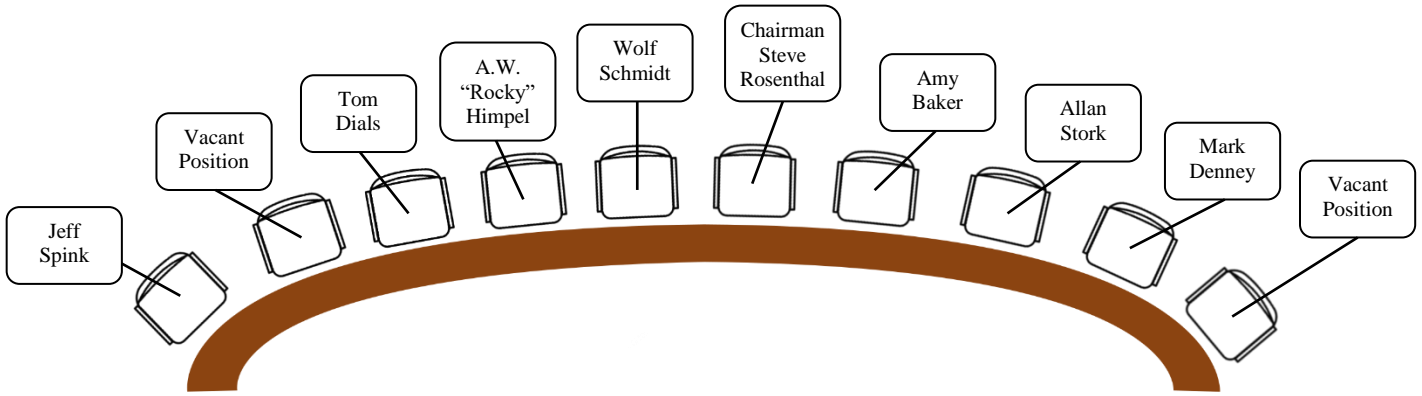 Jeff
Spink
Vacant
Position
Tom
Dials
A.W.
“Rocky”
Himpel
Wolf
Schmidt
Chairman
Steve
Rosenthal
Amy
Baker
Allan
Stork
Mark
Denney
Vacant
Position